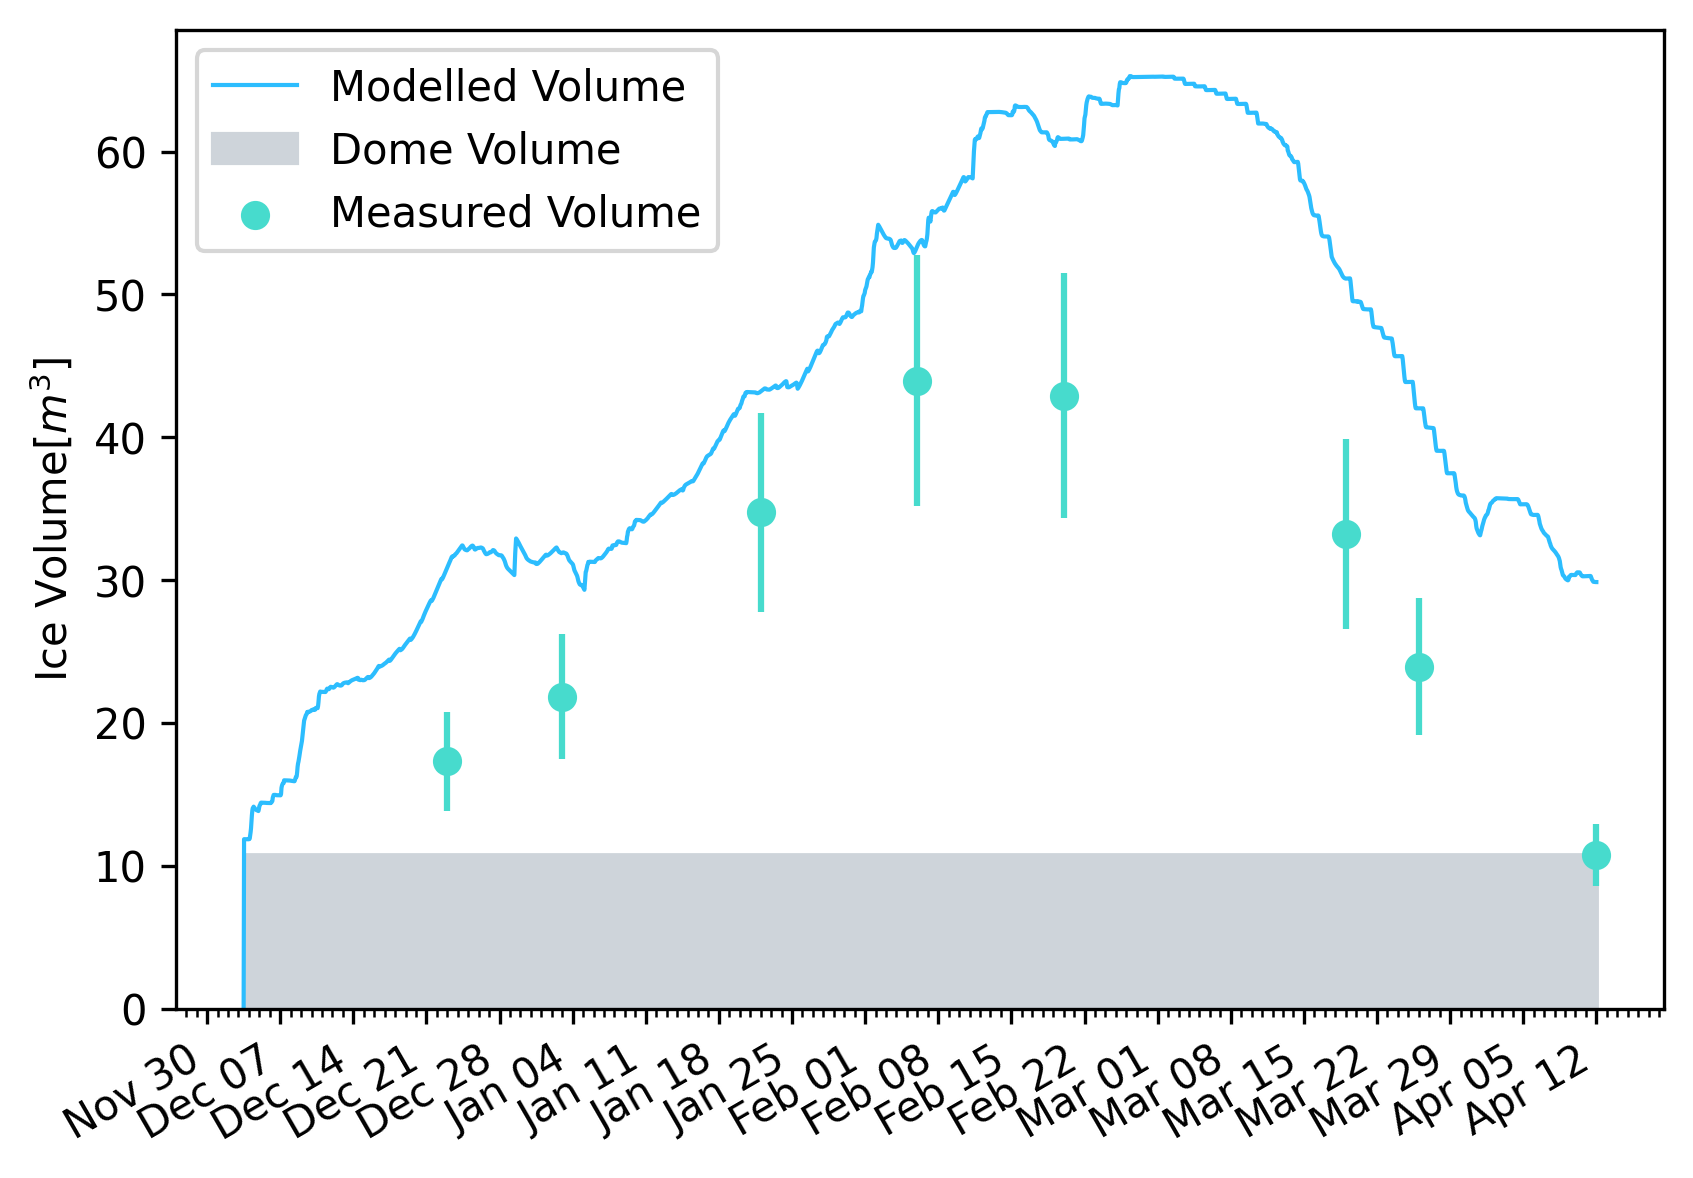 Modelled Volume
Dome Volume
Measured Volume
Ice Volume[m³]
60
50
40
30
20
10
0
Nov 30
Dec 07
Dec 14
Dec 21
Dec 28
Jan 04
Jan 11
Jan 18
Jan 25
Feb 01
Feb 08
Feb 15
Feb 22
Mar 01
Mar 08
Mar 15
Mar 22
Mar 29
Apr 05
Apr 12